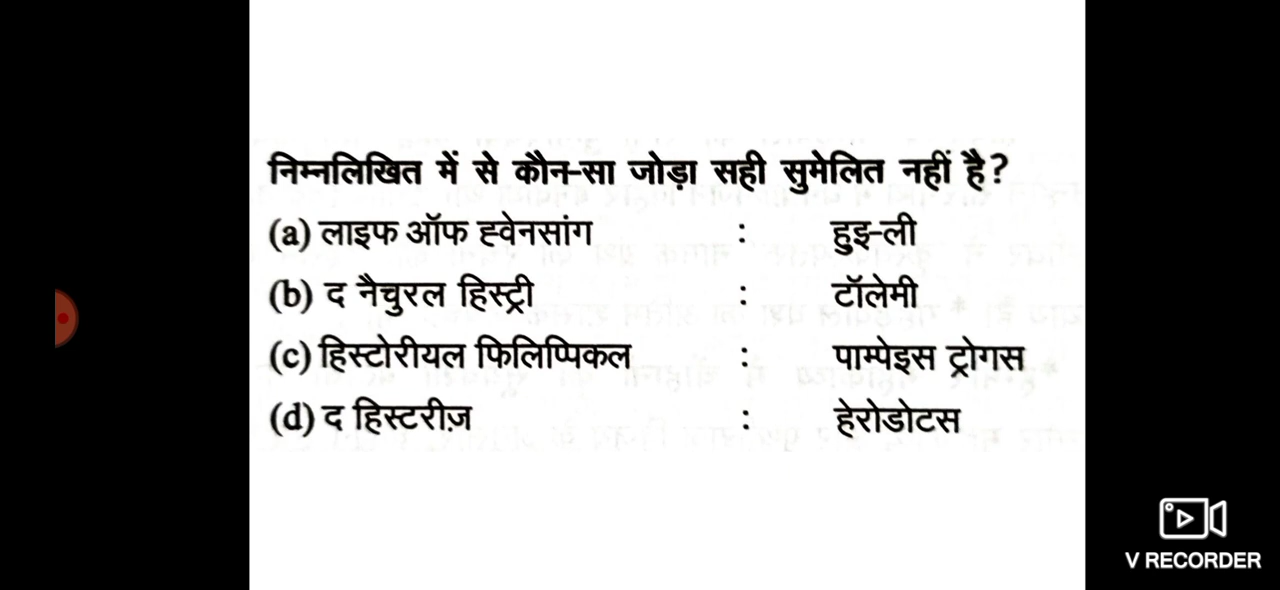 निम्नलिखित में से कौन-सा जोड़ा सही सुमेलित नहीं है?
(a) लाइफ ऑफ ह्वेनसांग : हुइ-ली
(b) द नैचुरल हिस्ट्री : टॉलेमी
(c) हिस्टोरीयल फिलिप्पिकल : पाम्पेइस ट्रोगस
(d) द हिस्टरीज़ : हेरोडोटस
V RECORDER